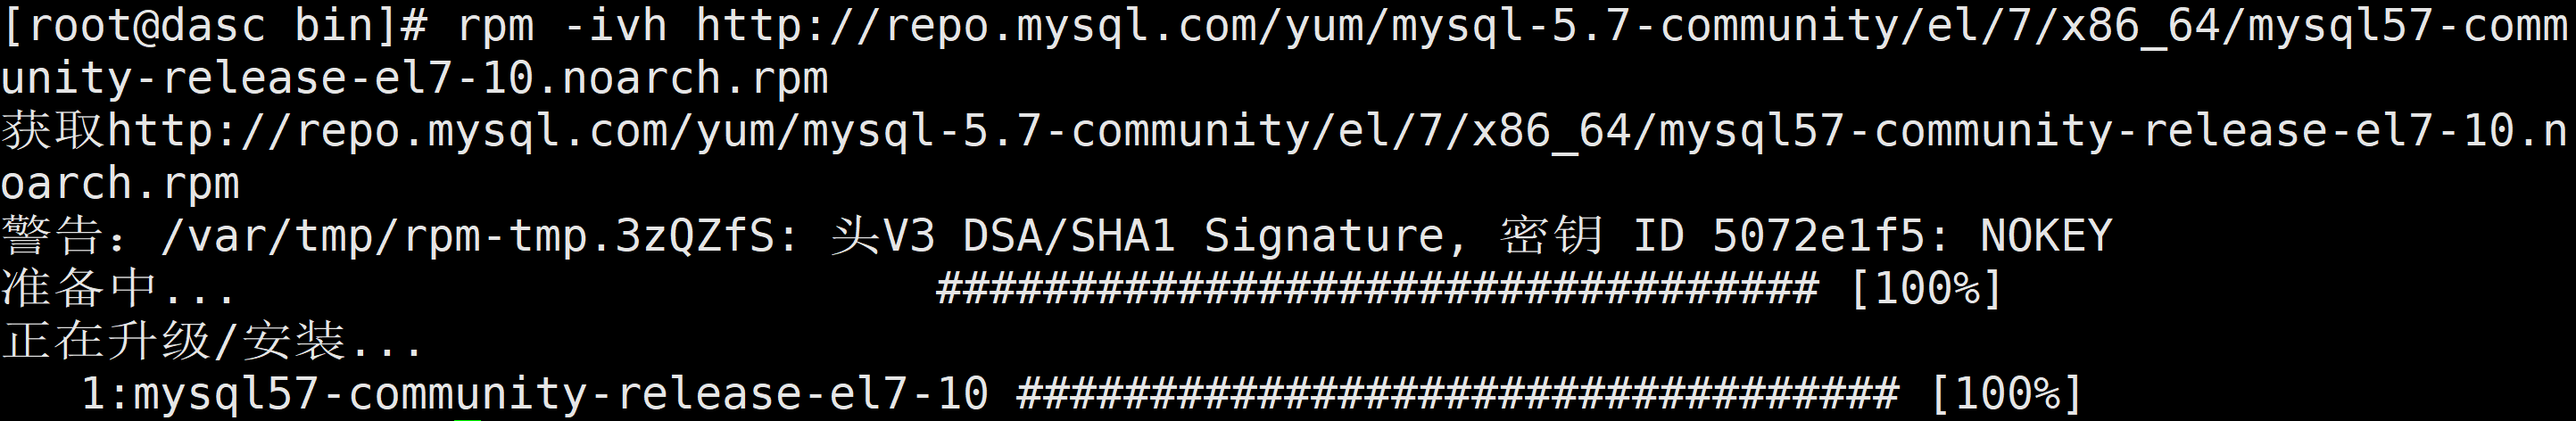 [root@dasc bin]# rpm -ivh http://repo.mysql.com/yum/mysql-5.7-community/el/7/x86_64/mysql57-comm
unity-release-el7-10.noarch.rpm
获取http://repo.mysql.com/yum/mysql-5.7-community/el/7/x86_64/mysql57-community-release-el7-10.n
oarch.rpm
警告：/var/tmp/rpm-tmp.3zQZfS: 头V3 DSA/SHA1 Signature, 密钥 ID 5072e1f5: NOKEY
准备中...                          ################################# [100%]
正在升级/安装...
   1:mysql57-community-release-el7-10 ################################# [100%]